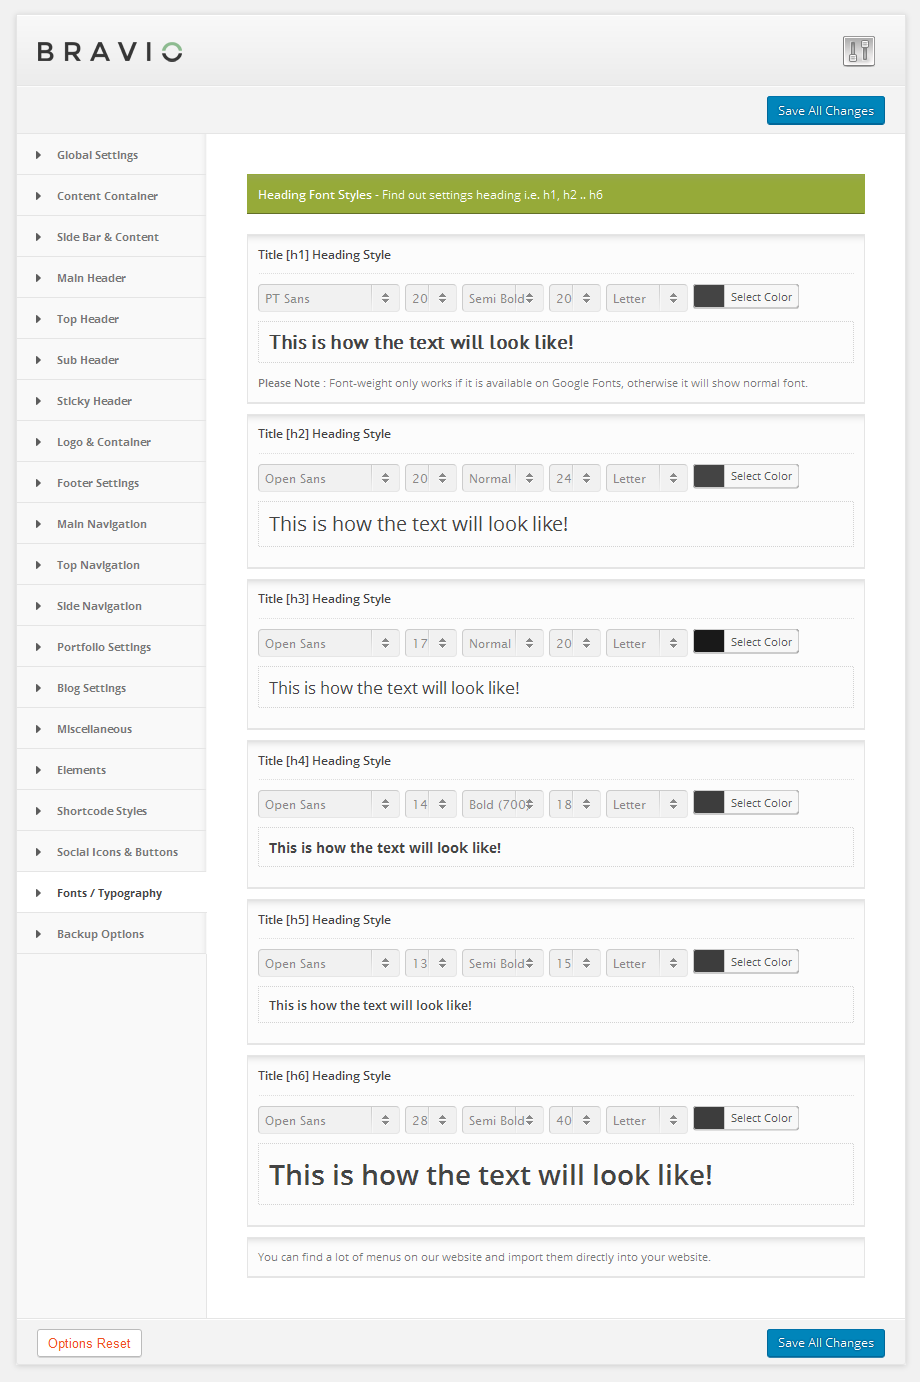 BRAVIO
Save All Changes
Global Settings
Content Container
Side Bar & Content
Main Header
Top Header
Sub Header
Sticky Header
Logo & Container
Footer Settings
Main Navigation
Top Navigation
Side Navigation
Portfolio Settings
Blog Settings
Miscellaneous
Elements
Shortcode Styles
Social Icons & Buttons
Fonts / Typography
Backup Options
Heading Font Styles - Find out settings heading i.e. h1, h2 .. h6
Title [h1] Heading Style
PT Sans 20 Semi Bold 20 Letter Select Color
This is how the text will look like!
Please Note : Font-weight only works if it is available on Google Fonts, otherwise it will show normal font.
Title [h2] Heading Style
Open Sans 20 Normal 24 Letter Select Color
This is how the text will look like!
Title [h3] Heading Style
Open Sans 17 Normal 20 Letter Select Color
This is how the text will look like!
Title [h4] Heading Style
Open Sans 14 Bold (700 18 Letter Select Color
This is how the text will look like!
Title [h5] Heading Style
Open Sans 13 Semi Bold 15 Letter Select Color
This is how the text will look like!
Title [h6] Heading Style
Open Sans 28 Semi Bold 40 Letter Select Color
This is how the text will look like!
You can find a lot of menus on our website and import them directly into your website.
Options Reset
Save All Changes